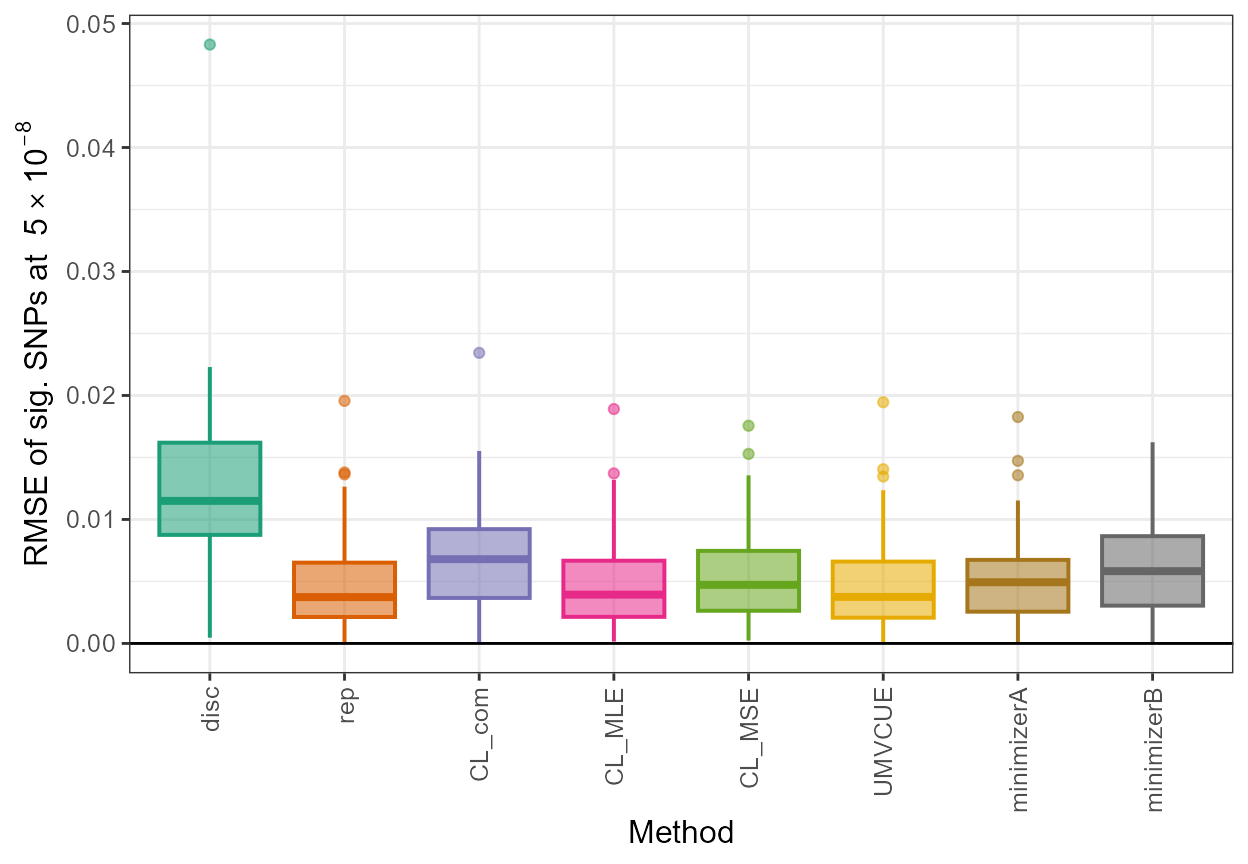 RMSE of sig. SNPs at 5 × 10⁻⁸
0.05
0.04
0.03
0.02
0.01
0.00
disc
rep
CL_com
CL_MLE
CL_MSE
UMVCUE
minimizerA
minimizerB
Method